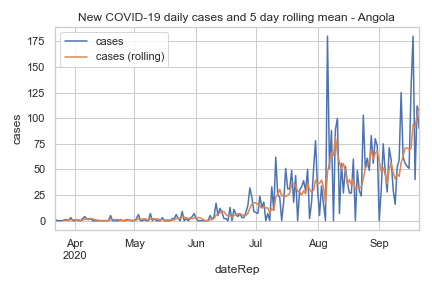 New COVID-19 daily cases and 5 day rolling mean - Angola
cases
cases (rolling)
175
150
125
100
75
50
25
0
cases
Apr
2020
May
Jun
Jul
Aug
Sep
dateRep